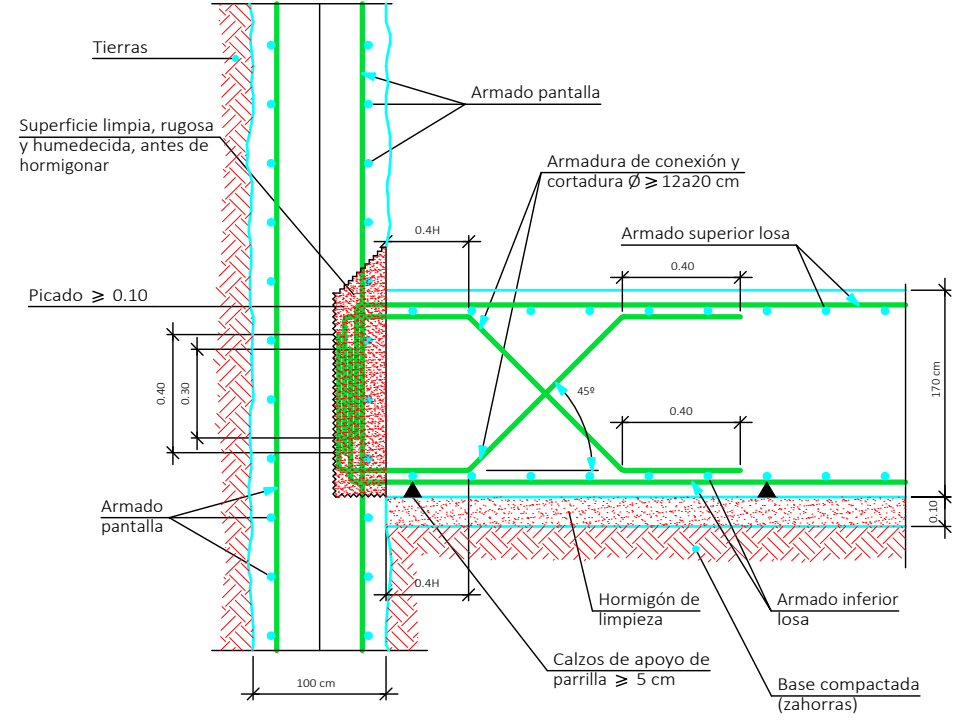 Tierras
Armado pantalla
Superficie limpia, rugosa
y humedecida, antes de
hormigonar
Armadura de conexión y
cortadura Ø ⩾ 12a20 cm
0.4H
Armado superior losa
0.40
Picado ⩾ 0.10
0.40
0.30
45º
170 cm
0.40
Armado
pantalla
0.10
0.4H
Hormigón de
limpieza
Armado inferior
losa
Calzos de apoyo de
parrilla ⩾ 5 cm
100 cm
Base compactada
(zahorras)